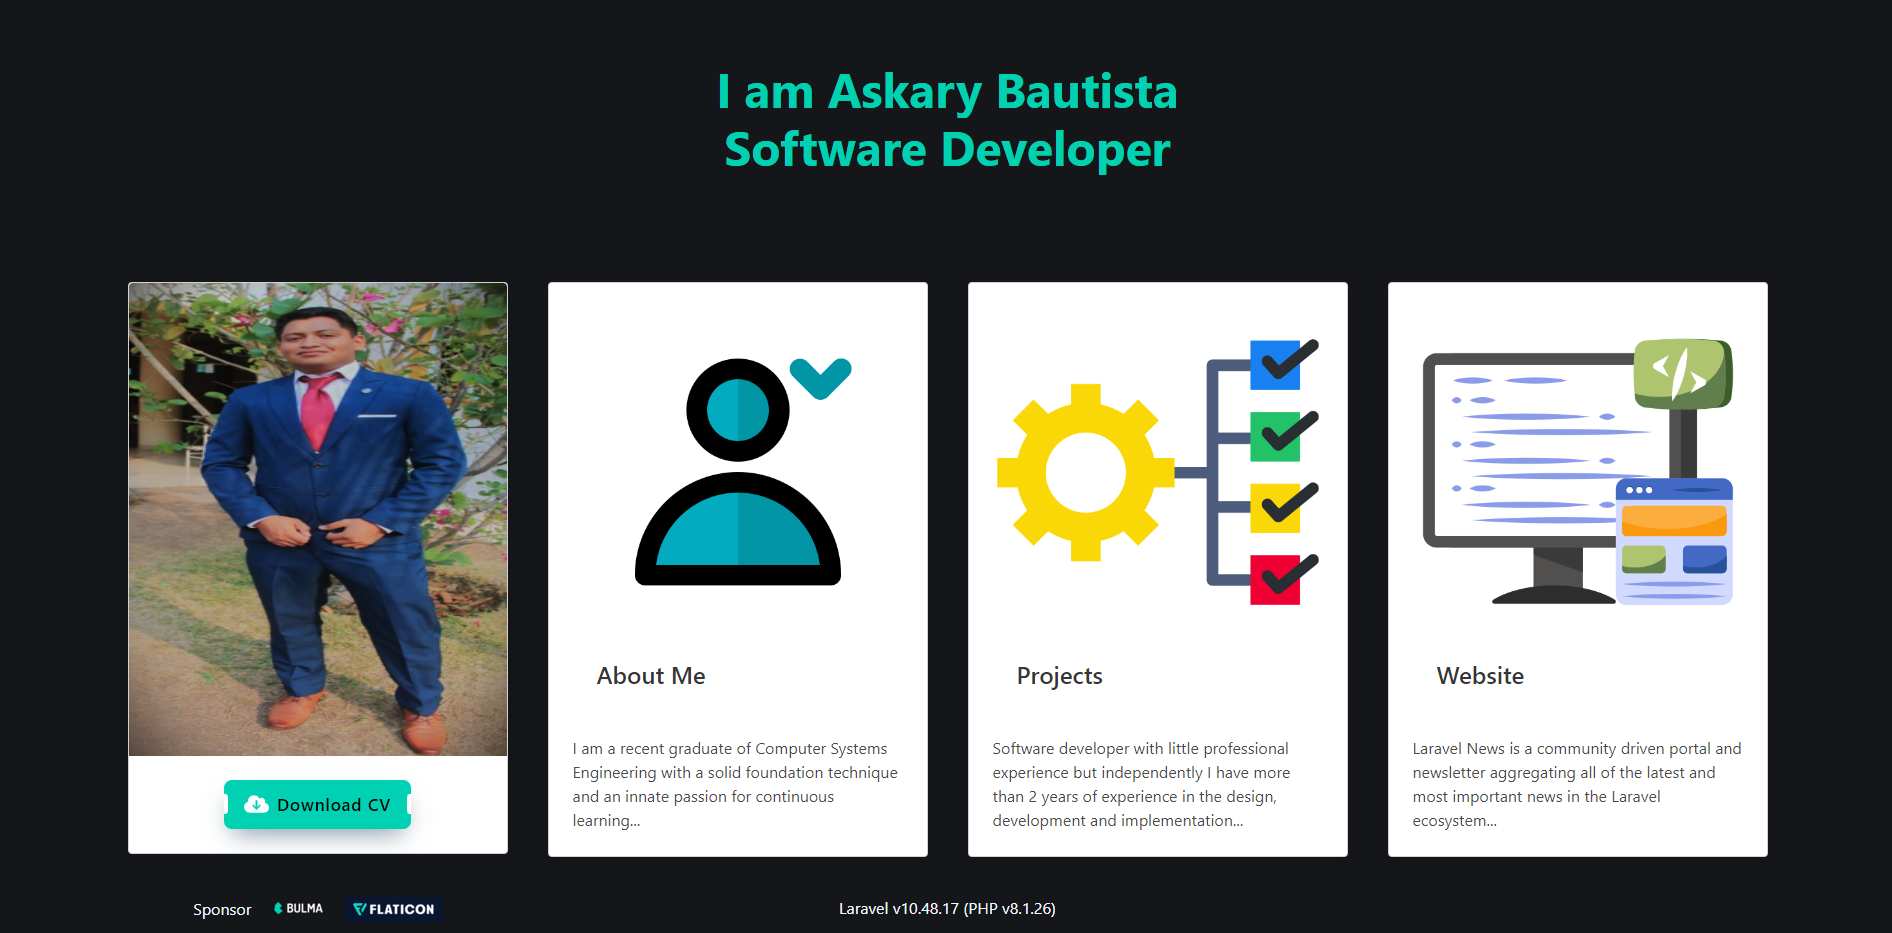 I am Askary Bautista
Software Developer
Download CV
About Me
I am a recent graduate of Computer Systems
Engineering with a solid foundation technique
and an innate passion for continuous
learning...
Projects
Software developer with little professional
experience but independently I have more
than 2 years of experience in the design,
development and implementation...
Website
Laravel News is a community driven portal and
newsletter aggregating all of the latest and
most important news in the Laravel
ecosystem...
Sponsor BULMA FLATICON
Laravel v10.48.17 (PHP v8.1.26)